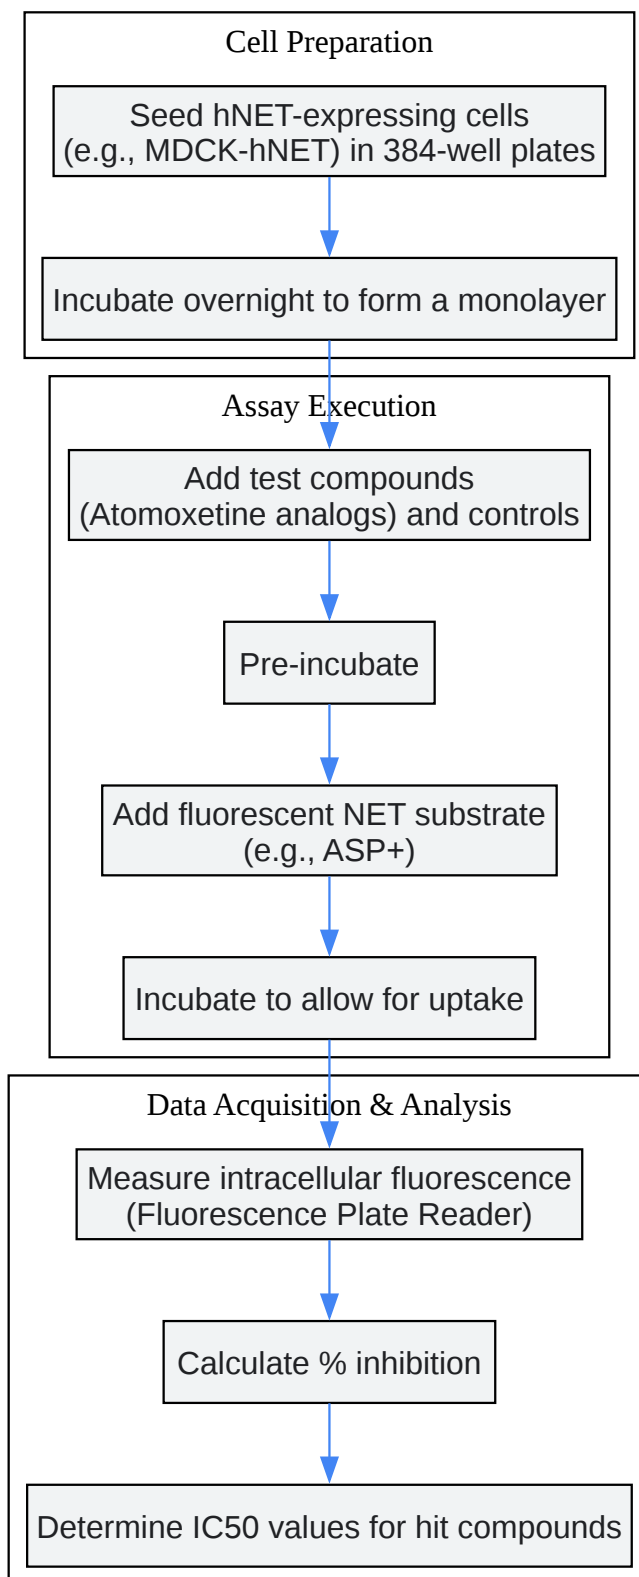 Cell Preparation
Seed hNET-expressing cells
(e.g., MDCK-hNET) in 384-well plates
Incubate overnight to form a monolayer
Assay Execution
Add test compounds
(Atomoxetine analogs) and controls
Pre-incubate
Add fluorescent NET substrate
(e.g., ASP+)
Incubate to allow for uptake
Data Acquisition & Analysis
Measure intracellular fluorescence
(Fluorescence Plate Reader)
Calculate % inhibition
Determine IC50 values for hit compounds